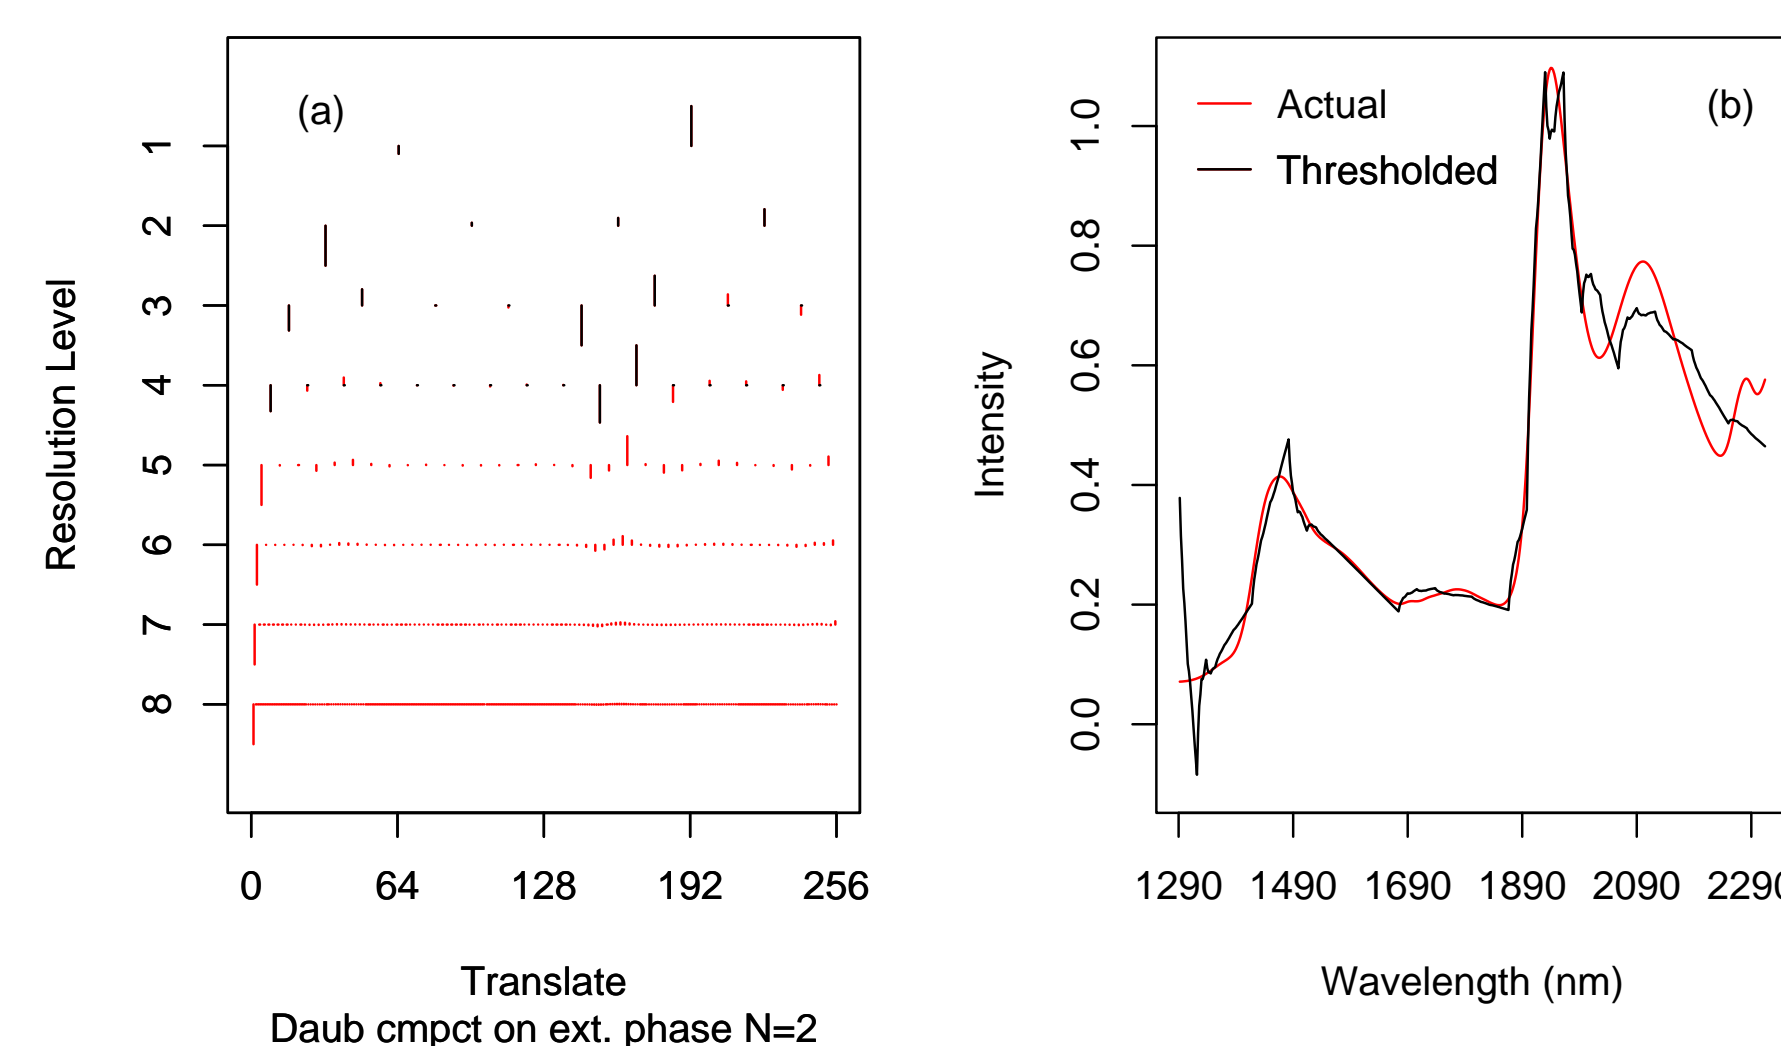 (a)
Resolution Level
1
2
3
4
5
6
7
8
0 64 128 192 256
Translate
Daub cmpct on ext. phase N=2
(b)
Actual
Thresholded
Intensity
1.0
0.8
0.6
0.4
0.2
0.0
1290 1490 1690 1890 2090 2290
Wavelength (nm)